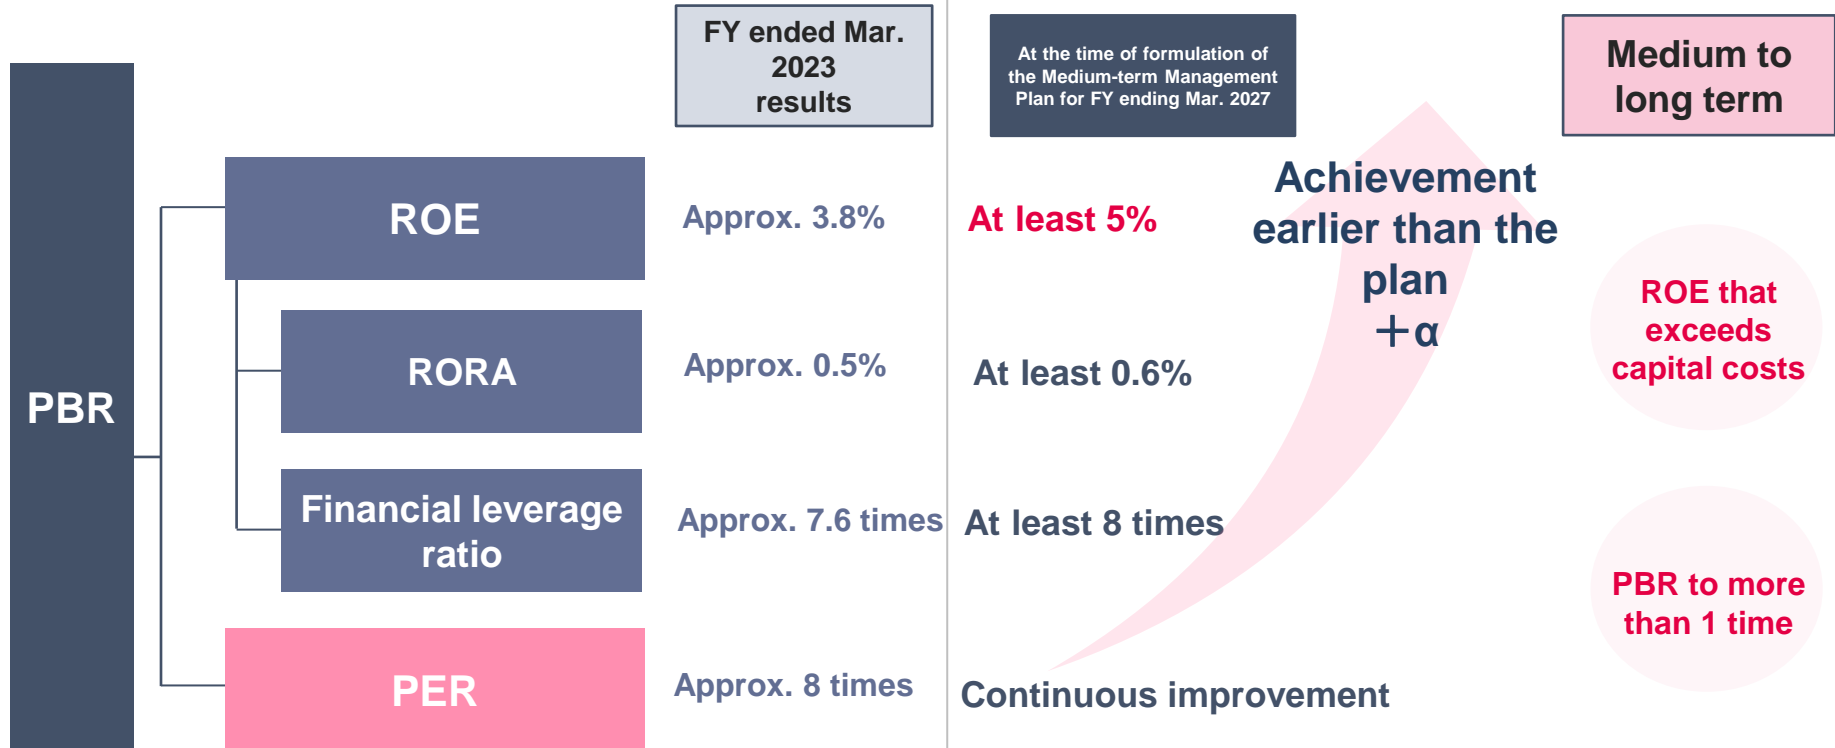 FY ended Mar.
2023
results
At the time of formulation of
the Medium-term Management
Plan for FY ending Mar. 2027
Medium to
long term
PBR
ROE
Approx. 3.8%
At least 5%
Achievement
earlier than the
plan
＋α
RORA
Approx. 0.5%
At least 0.6%
ROE that
exceeds
capital costs
Financial leverage
ratio
Approx. 7.6 times
At least 8 times
PBR to more
than 1 time
PER
Approx. 8 times
Continuous improvement